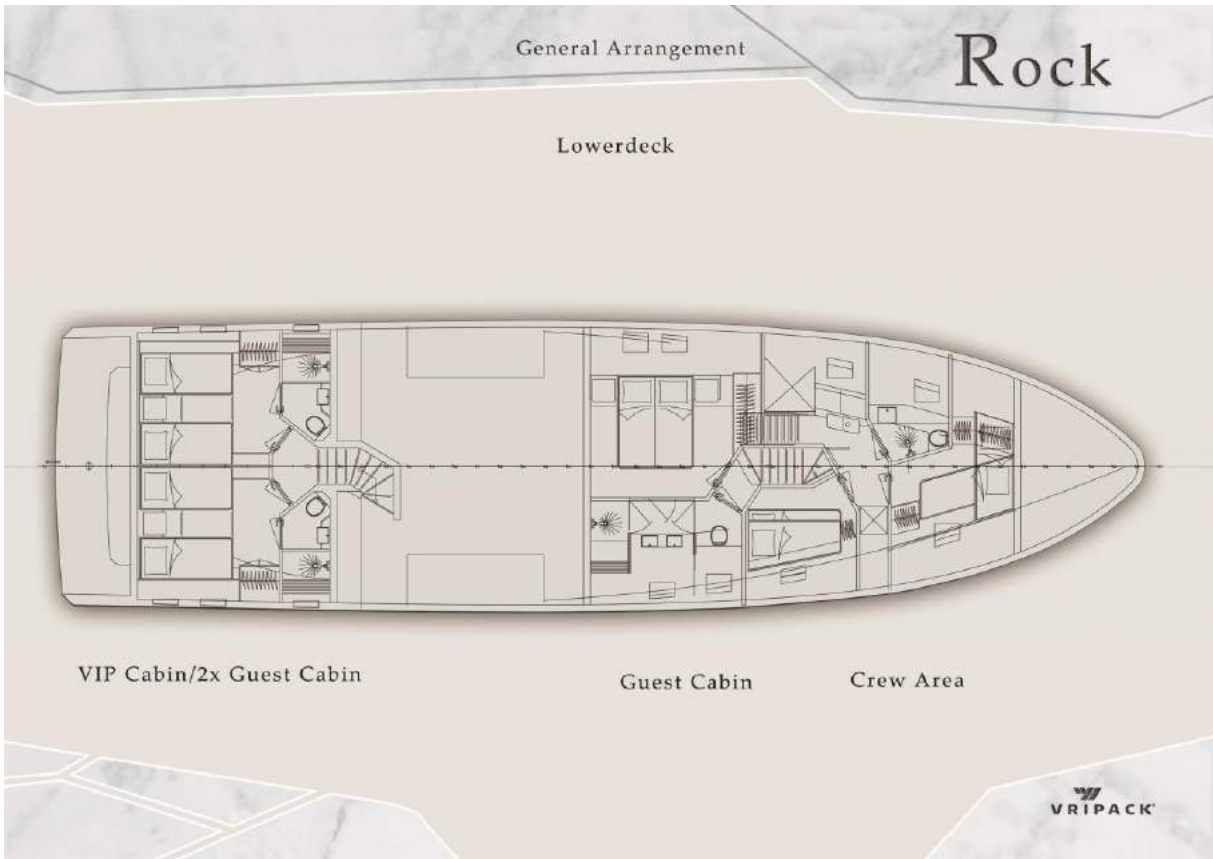 General Arrangement
Rock
Lowerdeck
VIP Cabin/2x Guest Cabin
Guest Cabin
Crew Area
VRIPACK